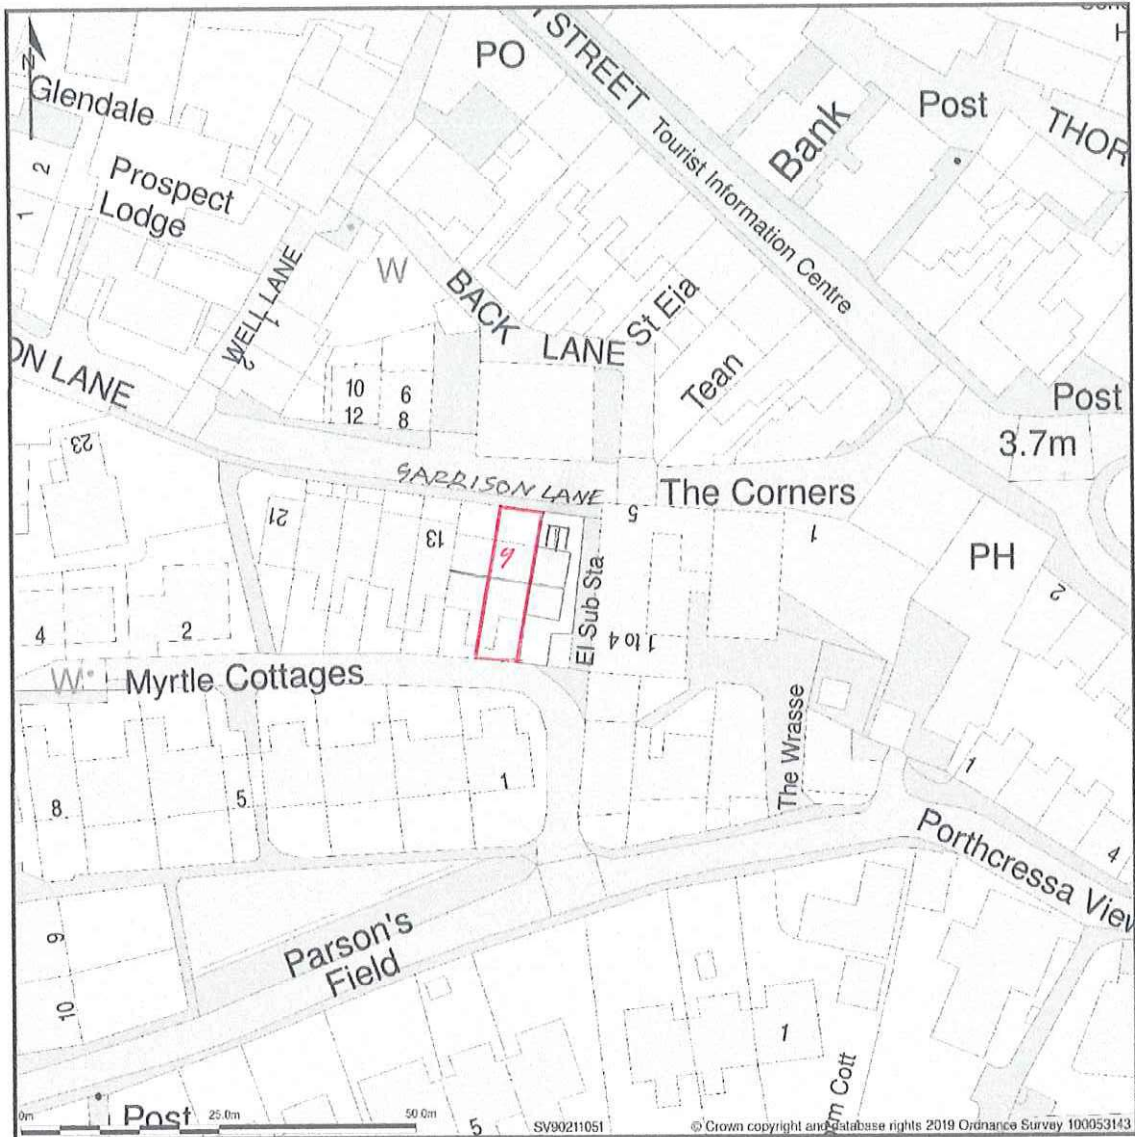 PO
STREET
Tourist Information Centre
Bank
Post
THOR
H
Z
Glendale
2
1
Prospect
Lodge
WELL LANE
1
2
W
BACK LANE
St Eia
Tean
Post
3.7m
ON LANE
10
12
6
8
23
GARRISON LANE
The Corners
5
1
21
13
9
El Sub Sta
1 to 4
PH
2
4
2
W
Myrtle Cottages
The Wrasse
1
8
5
1
Porthcressa View
4
Parson's
Field
9
10
1
m Cott
Post
5
0m
25.0m
50.0m
SV90211051
© Crown copyright and database rights 2019 Ordnance Survey 100053143